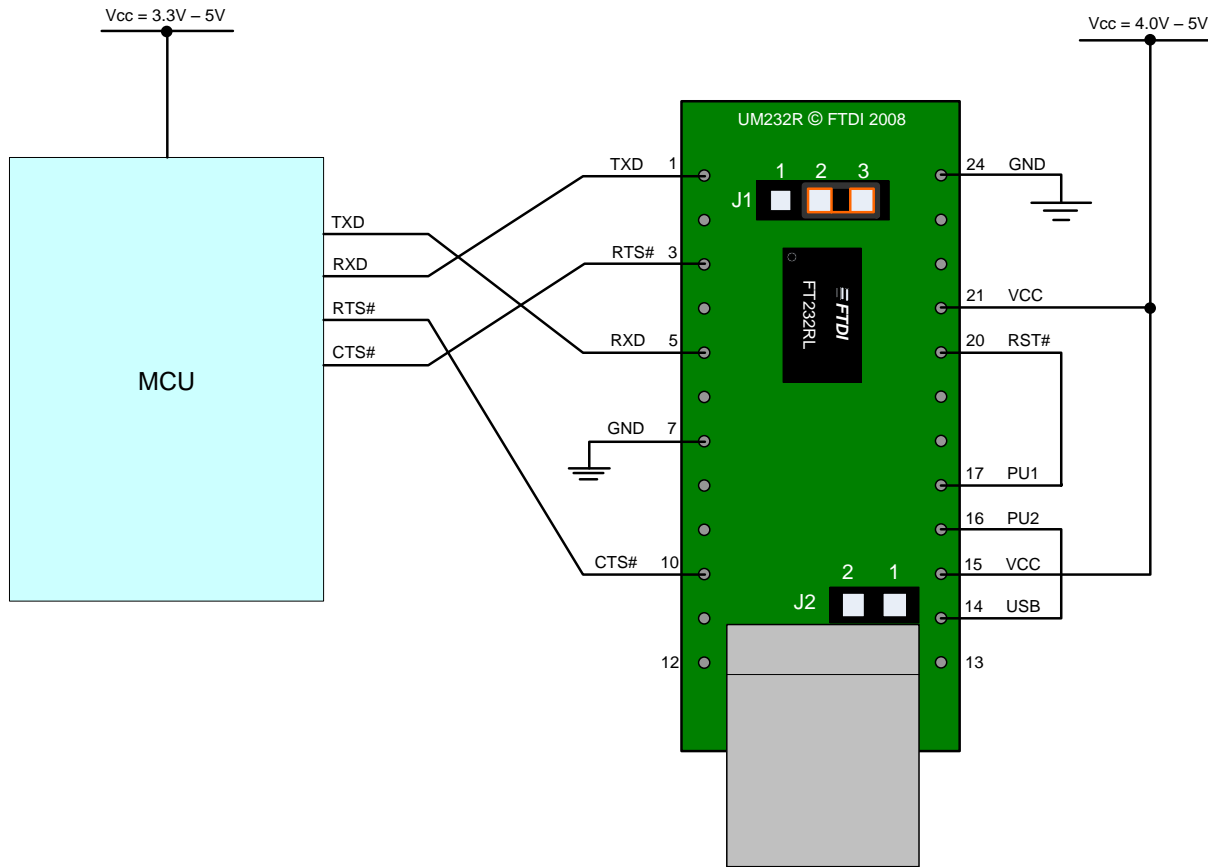 Vcc = 3.3V – 5V
Vcc = 4.0V – 5V
UM232R © FTDI 2008
TXD 1
24 GND
1 2 3
J1
TXD
RXD
RTS#
CTS#
MCU
RTS# 3
FTDI
FT232RL
21 VCC
RXD 5
20 RST#
GND 7
17 PU1
16 PU2
CTS# 10
15 VCC
2 1
J2
14 USB
12
13